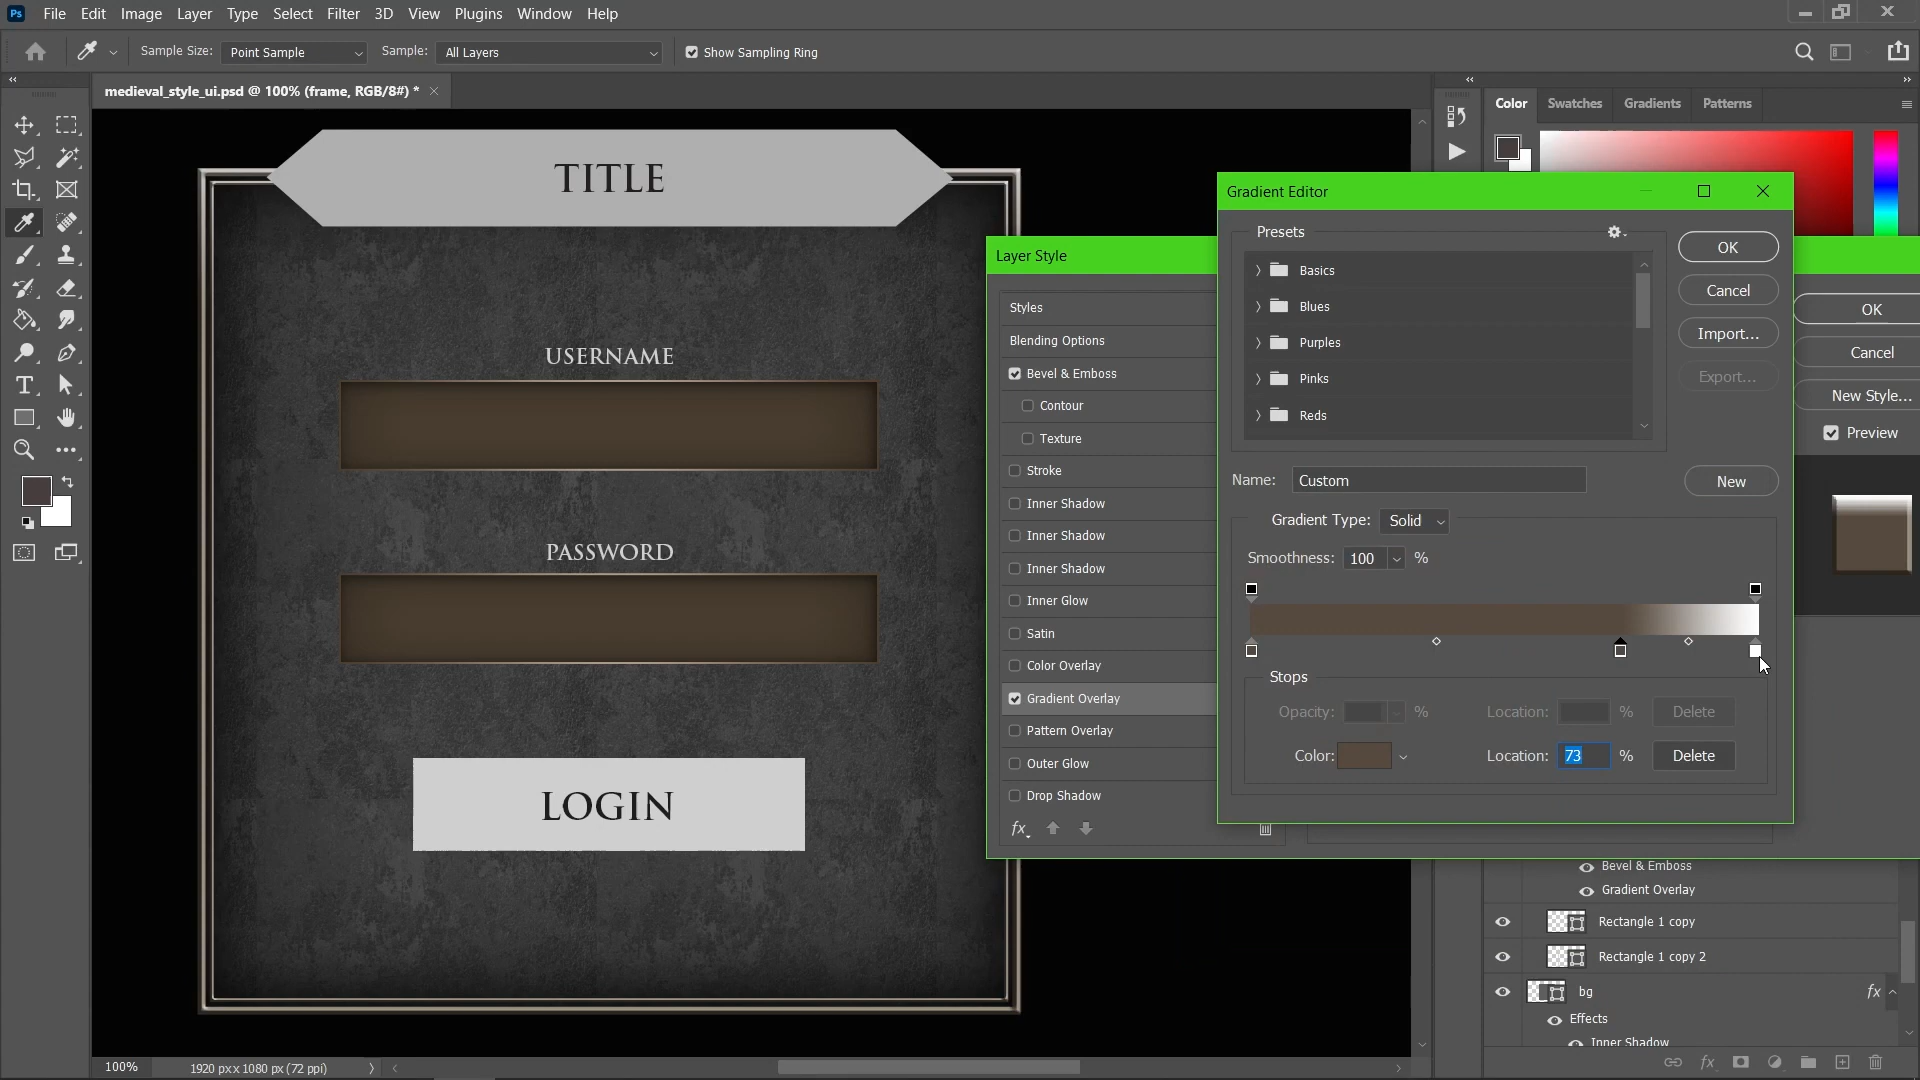 Ps File Edit Image Layer Type Select Filter 3D View Plugins Window Help
Sample Size: Point Sample Sample: All Layers Show Sampling Ring
medieval_style_ui.psd @ 100% (frame, RGB/8#) *
Color Swatches Gradients Patterns
TITLE
USERNAME
PASSWORD
LOGIN
Layer Style
Styles
Blending Options
Bevel & Emboss
Contour
Texture
Stroke
Inner Shadow
Inner Shadow
Inner Shadow
Inner Glow
Satin
Color Overlay
Gradient Overlay
Pattern Overlay
Outer Glow
Drop Shadow
fx
Gradient Editor
Presets
Basics
Blues
Purples
Pinks
Reds
OK
Cancel
Import...
Export...
Name: Custom
New
Gradient Type: Solid
Smoothness: 100 %
Stops
Opacity: % Location: % Delete
Color: Location: 73 % Delete
OK
Cancel
New Style...
Preview
Bevel & Emboss
Gradient Overlay
Rectangle 1 copy
Rectangle 1 copy 2
bg fx
Effects
Inner Shadow
fx
100% 1920 px x 1080 px (72 ppi)